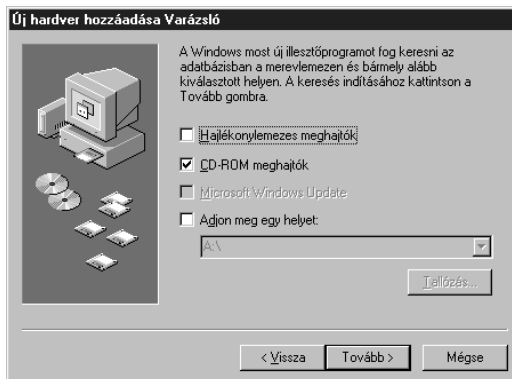 Új hardver hozzáadása Varázsló
A Windows most új illesztőprogramot fog keresni az
adatbázisban a merevlemezen és bármely alább
kiválasztott helyen. A keresés indításához kattintson a
Tovább gombra.
Hajlékonylemezes meghajtók
CD-ROM meghajtók
Microsoft Windows Update
Adjon meg egy helyet:
A:\
Tallózás...
< Vissza
Tovább >
Mégse